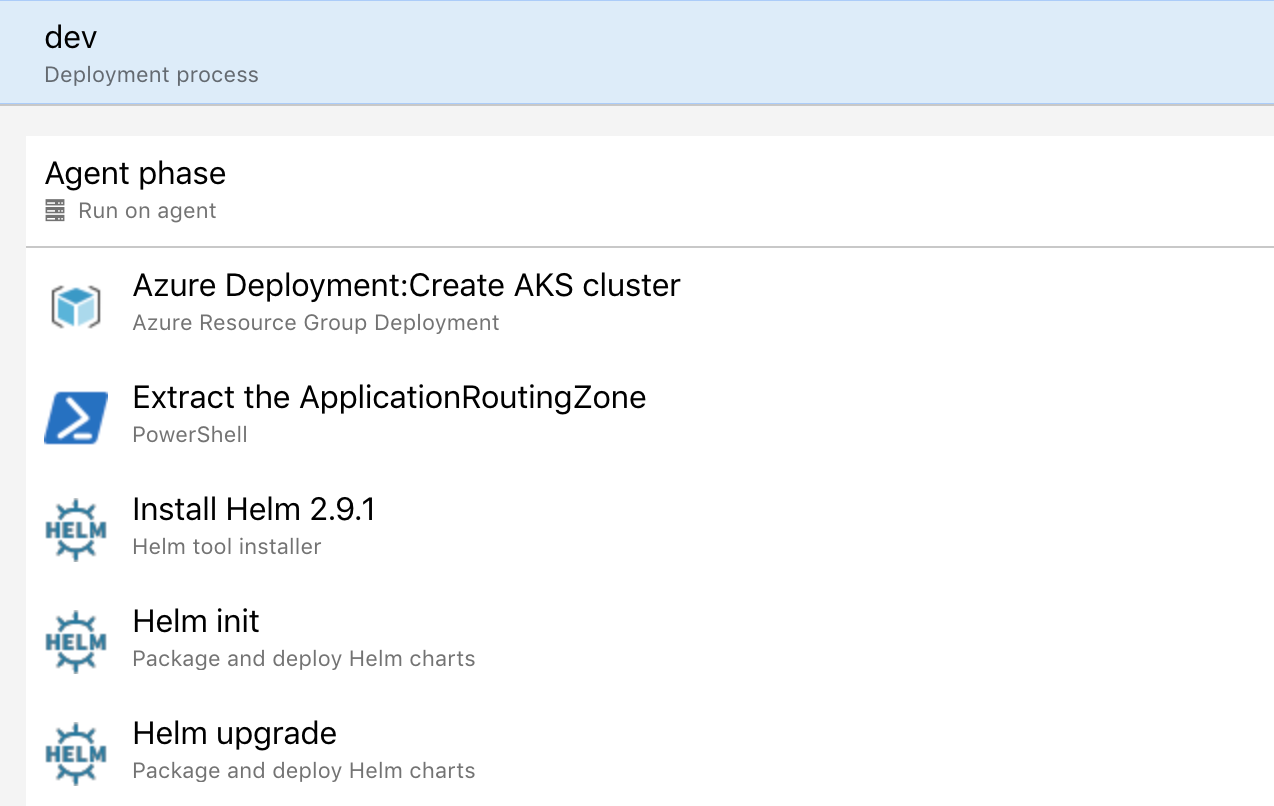 dev
Deployment process
Agent phase
Run on agent
Azure Deployment:Create AKS cluster
Azure Resource Group Deployment
Extract the ApplicationRoutingZone
PowerShell
HELM
Install Helm 2.9.1
Helm tool installer
HELM
Helm init
Package and deploy Helm charts
HELM
Helm upgrade
Package and deploy Helm charts